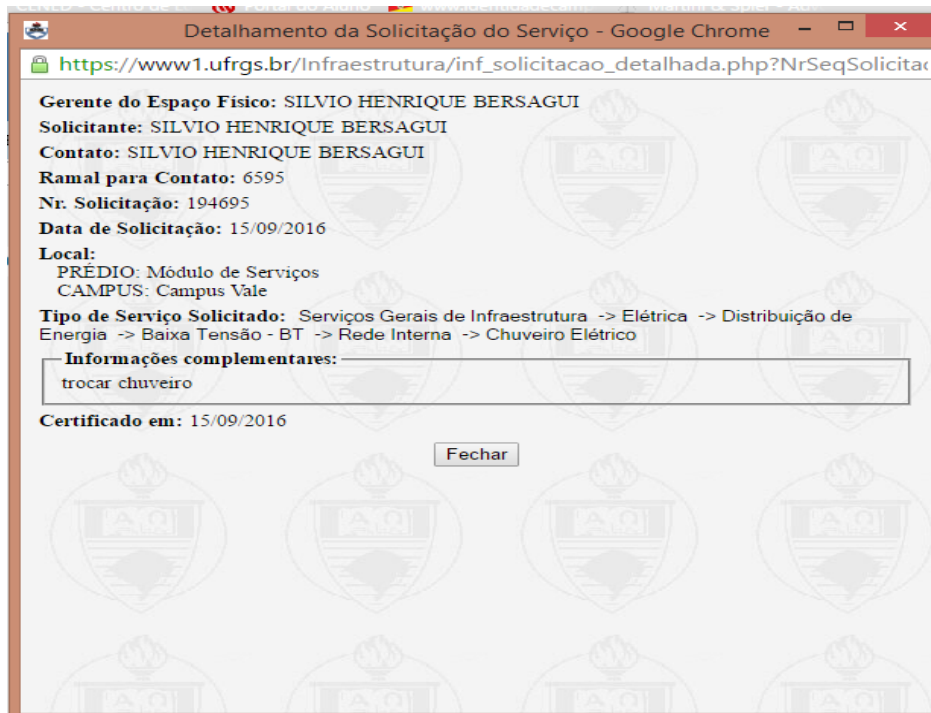 Portal do Aluno
Detalhamento da Solicitação do Serviço - Google Chrome
https://www1.ufrgs.br/Infraestrutura/inf_solicitacao_detalhada.php?NrSeqSolicitac
Gerente do Espaço Físico: SILVIO HENRIQUE BERSAGUI
Solicitante: SILVIO HENRIQUE BERSAGUI
Contato: SILVIO HENRIQUE BERSAGUI
Ramal para Contato: 6595
Nr. Solicitação: 194695
Data de Solicitação: 15/09/2016
Local:
PRÉDIO: Módulo de Serviços
CAMPUS: Campus Vale
Tipo de Serviço Solicitado: Serviços Gerais de Infraestrutura -> Elétrica -> Distribuição de
Energia -> Baixa Tensão - BT -> Rede Interna -> Chuveiro Elétrico
Informações complementares:
trocar chuveiro
Certificado em: 15/09/2016
Fechar